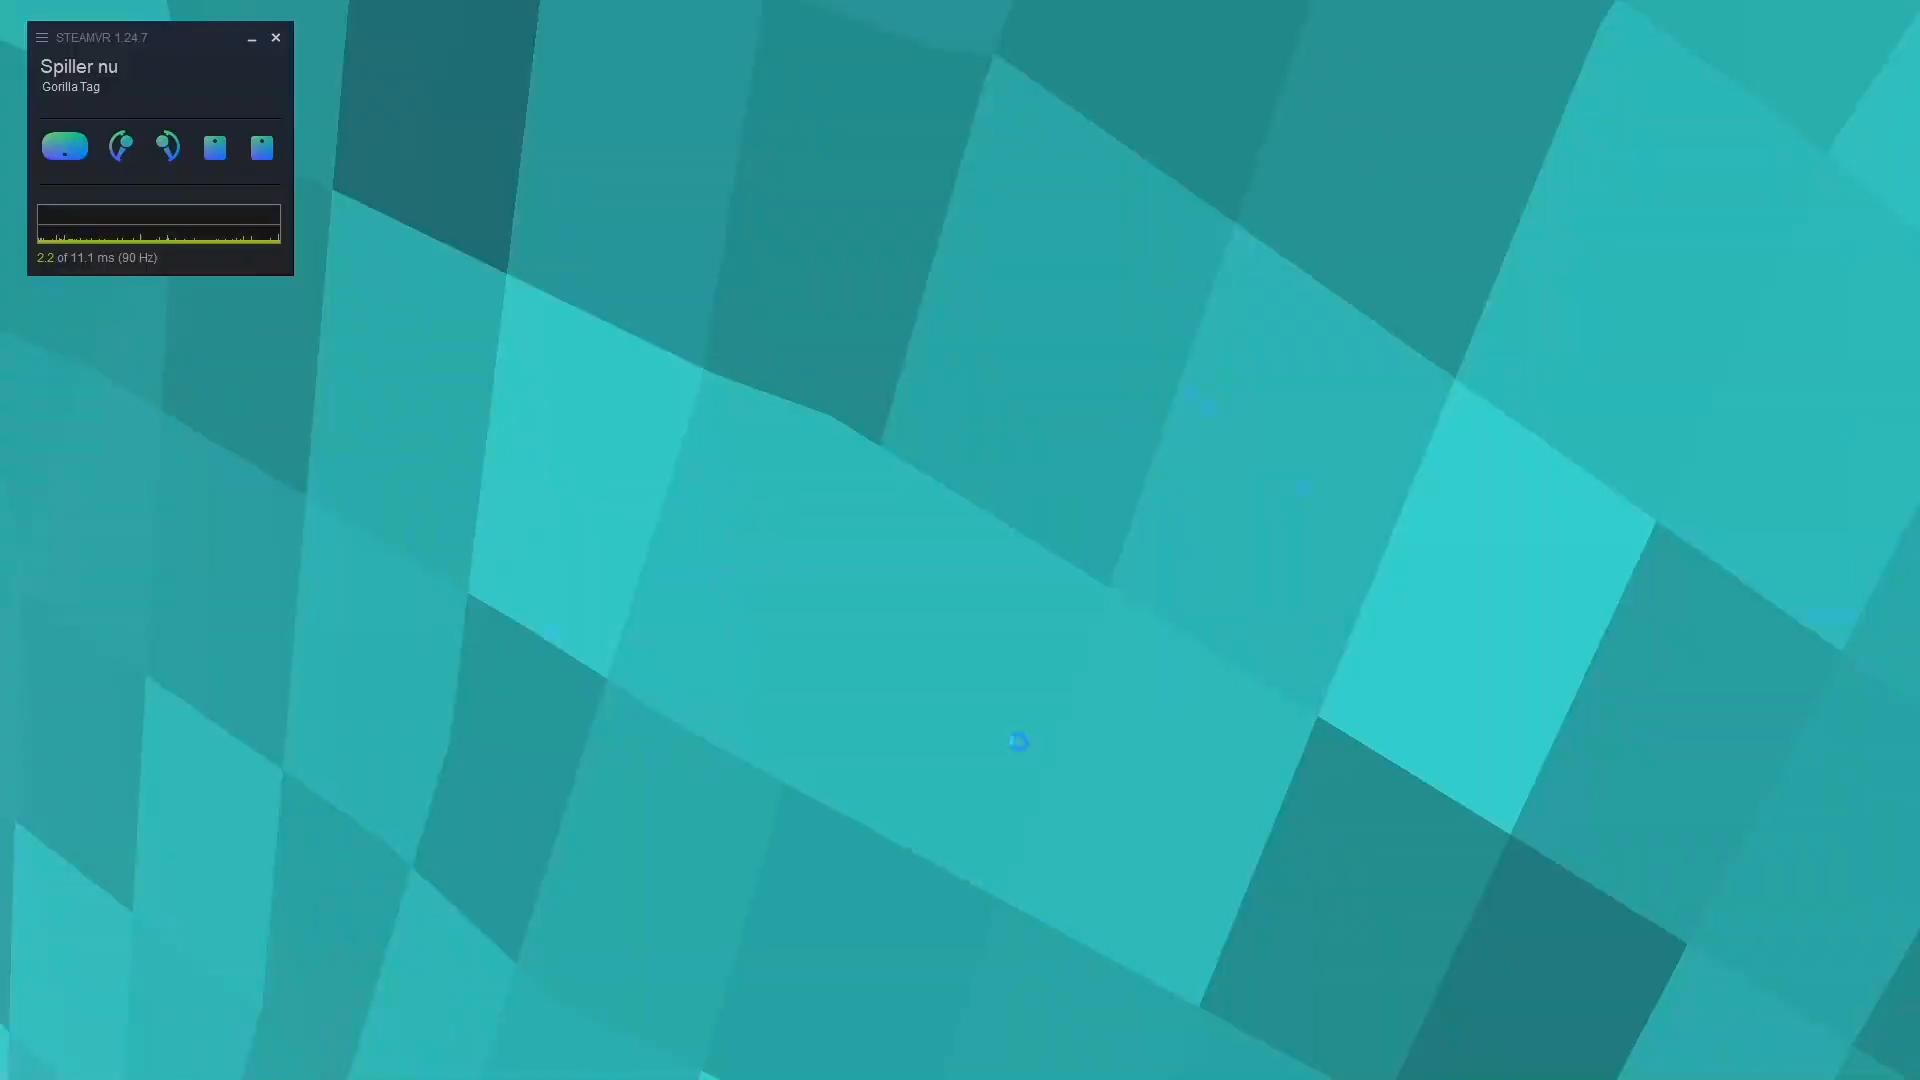 STEAMVR 1.24.7
Spiller nu
Gorilla Tag
2.2 of 11.1 ms (90 Hz)